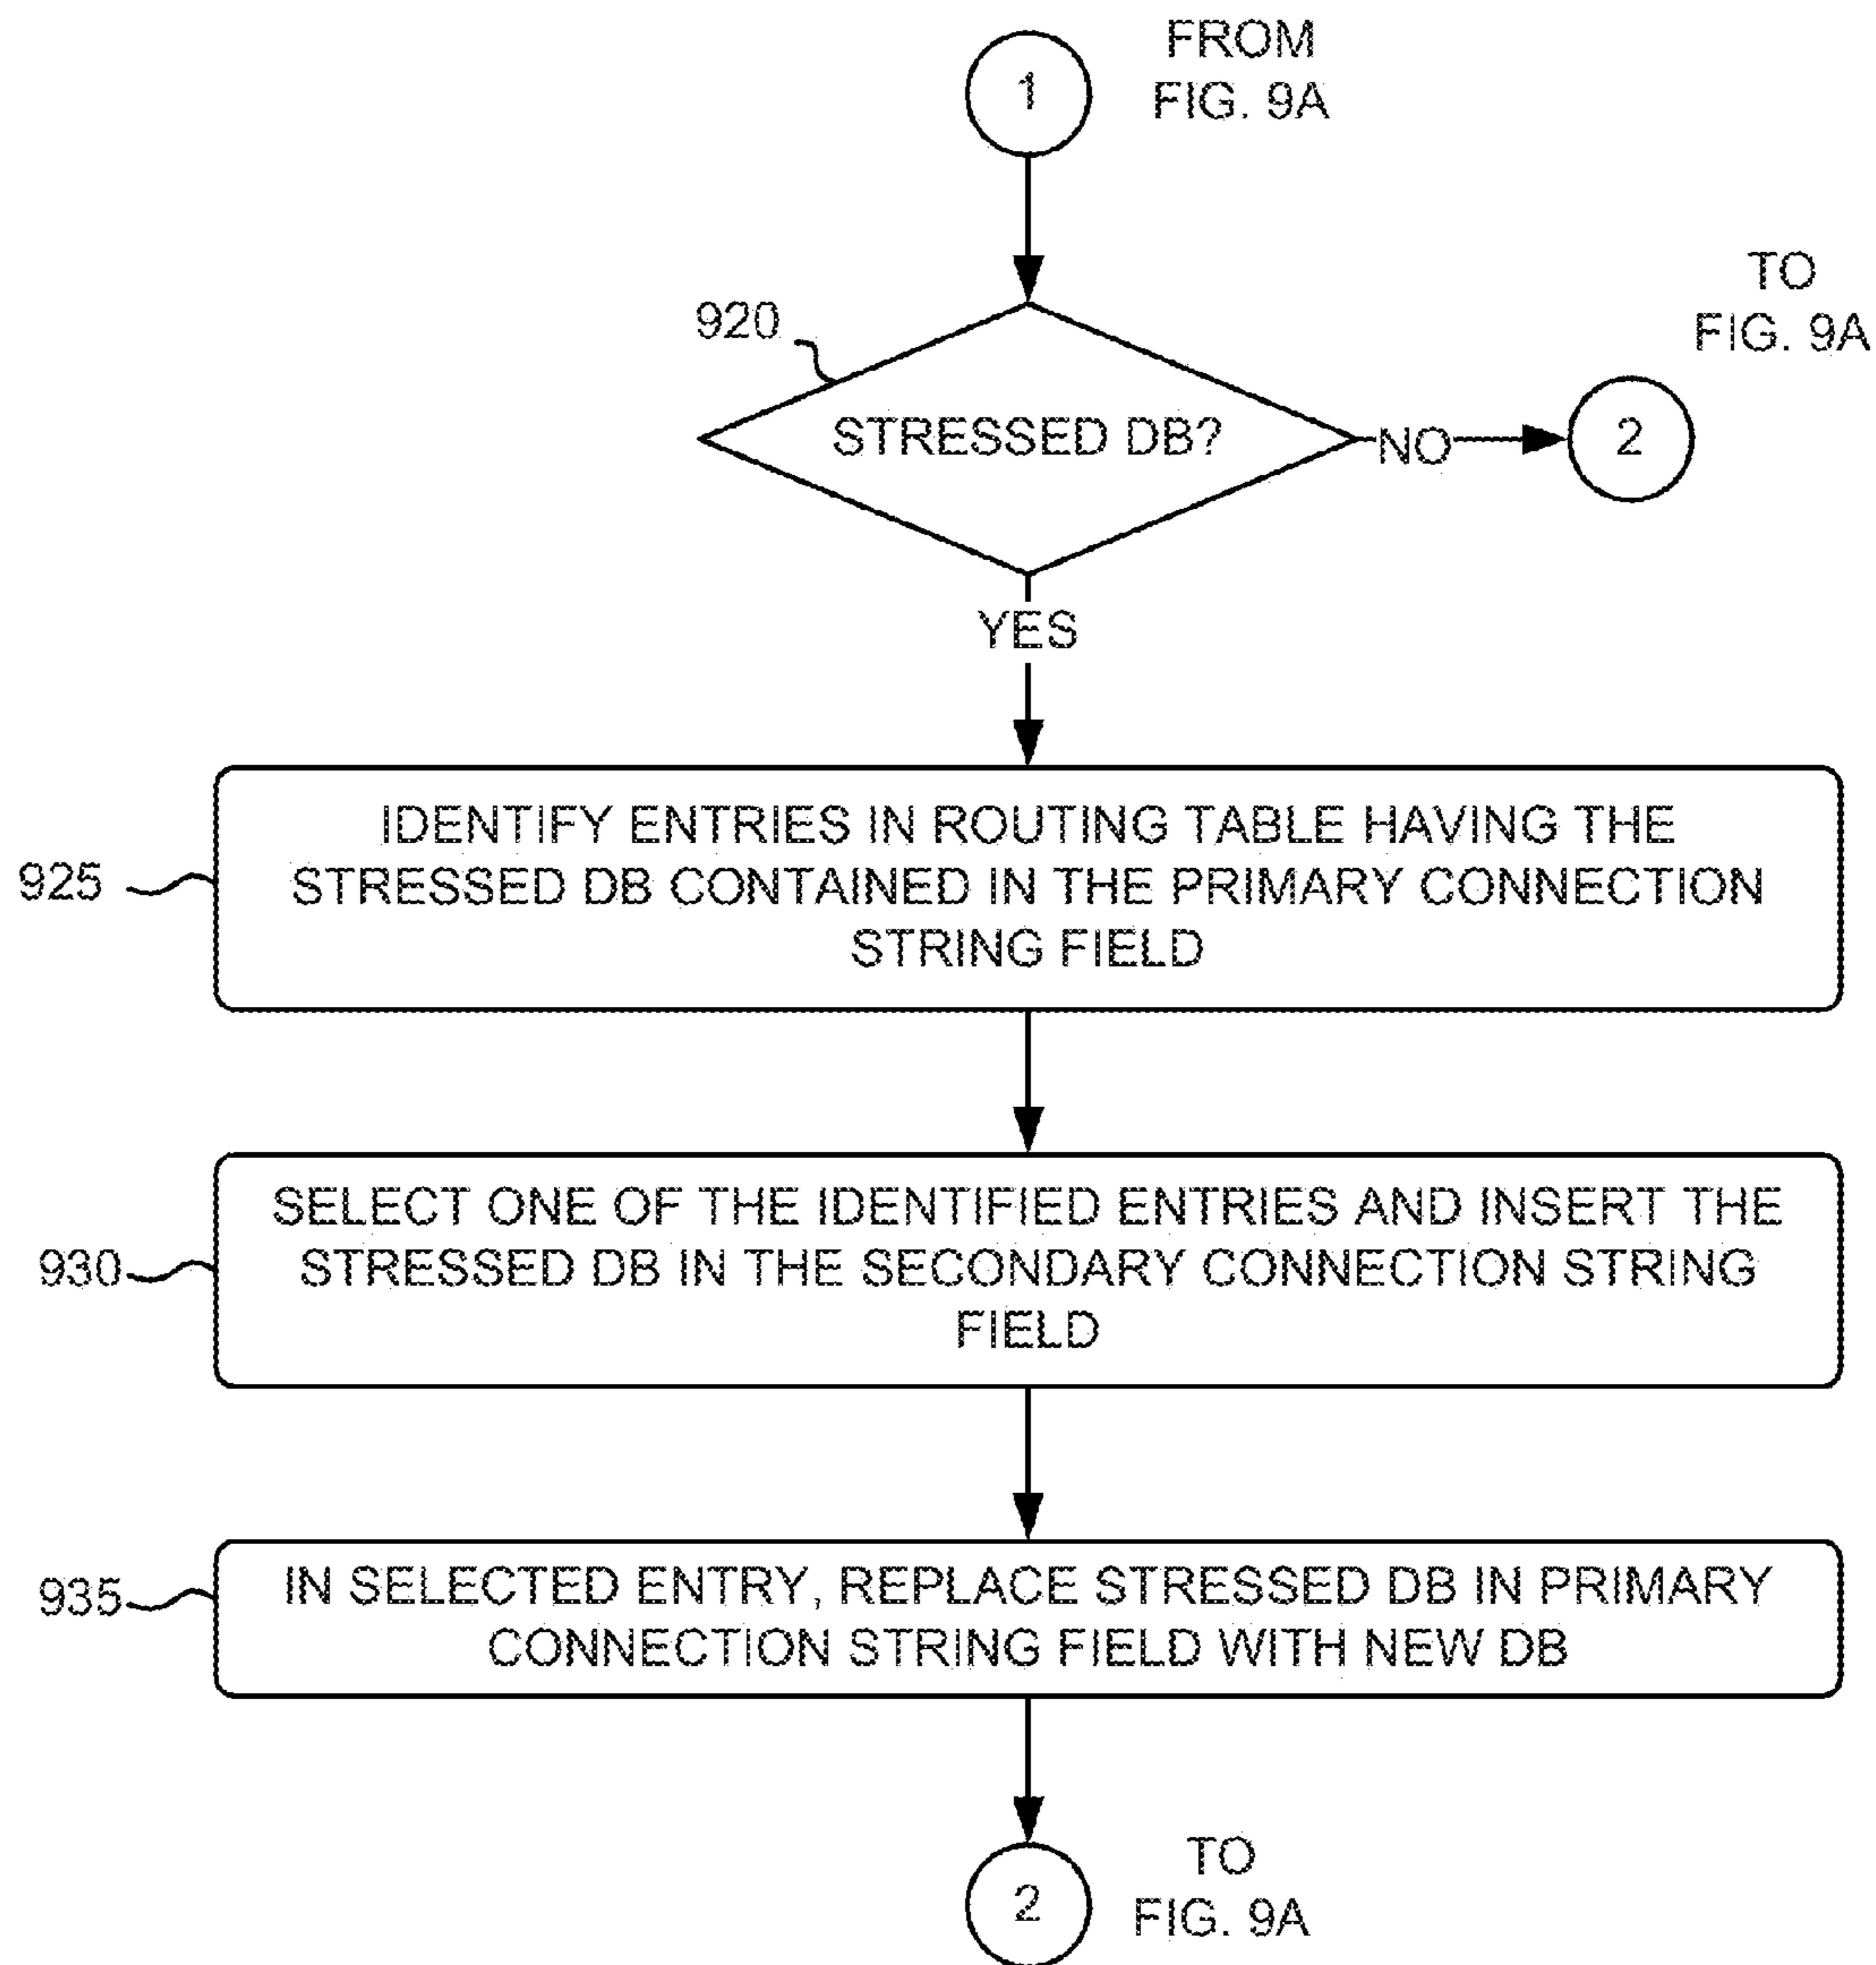 FROM
FIG. 9A
1
TO
FIG. 9A
920
STRESSED DB?
NO
2
YES
925
IDENTIFY ENTRIES IN ROUTING TABLE HAVING THE
STRESSED DB CONTAINED IN THE PRIMARY CONNECTION
STRING FIELD
930
SELECT ONE OF THE IDENTIFIED ENTRIES AND INSERT THE
STRESSED DB IN THE SECONDARY CONNECTION STRING
FIELD
935
IN SELECTED ENTRY, REPLACE STRESSED DB IN PRIMARY
CONNECTION STRING FIELD WITH NEW DB
2
TO
FIG. 9A